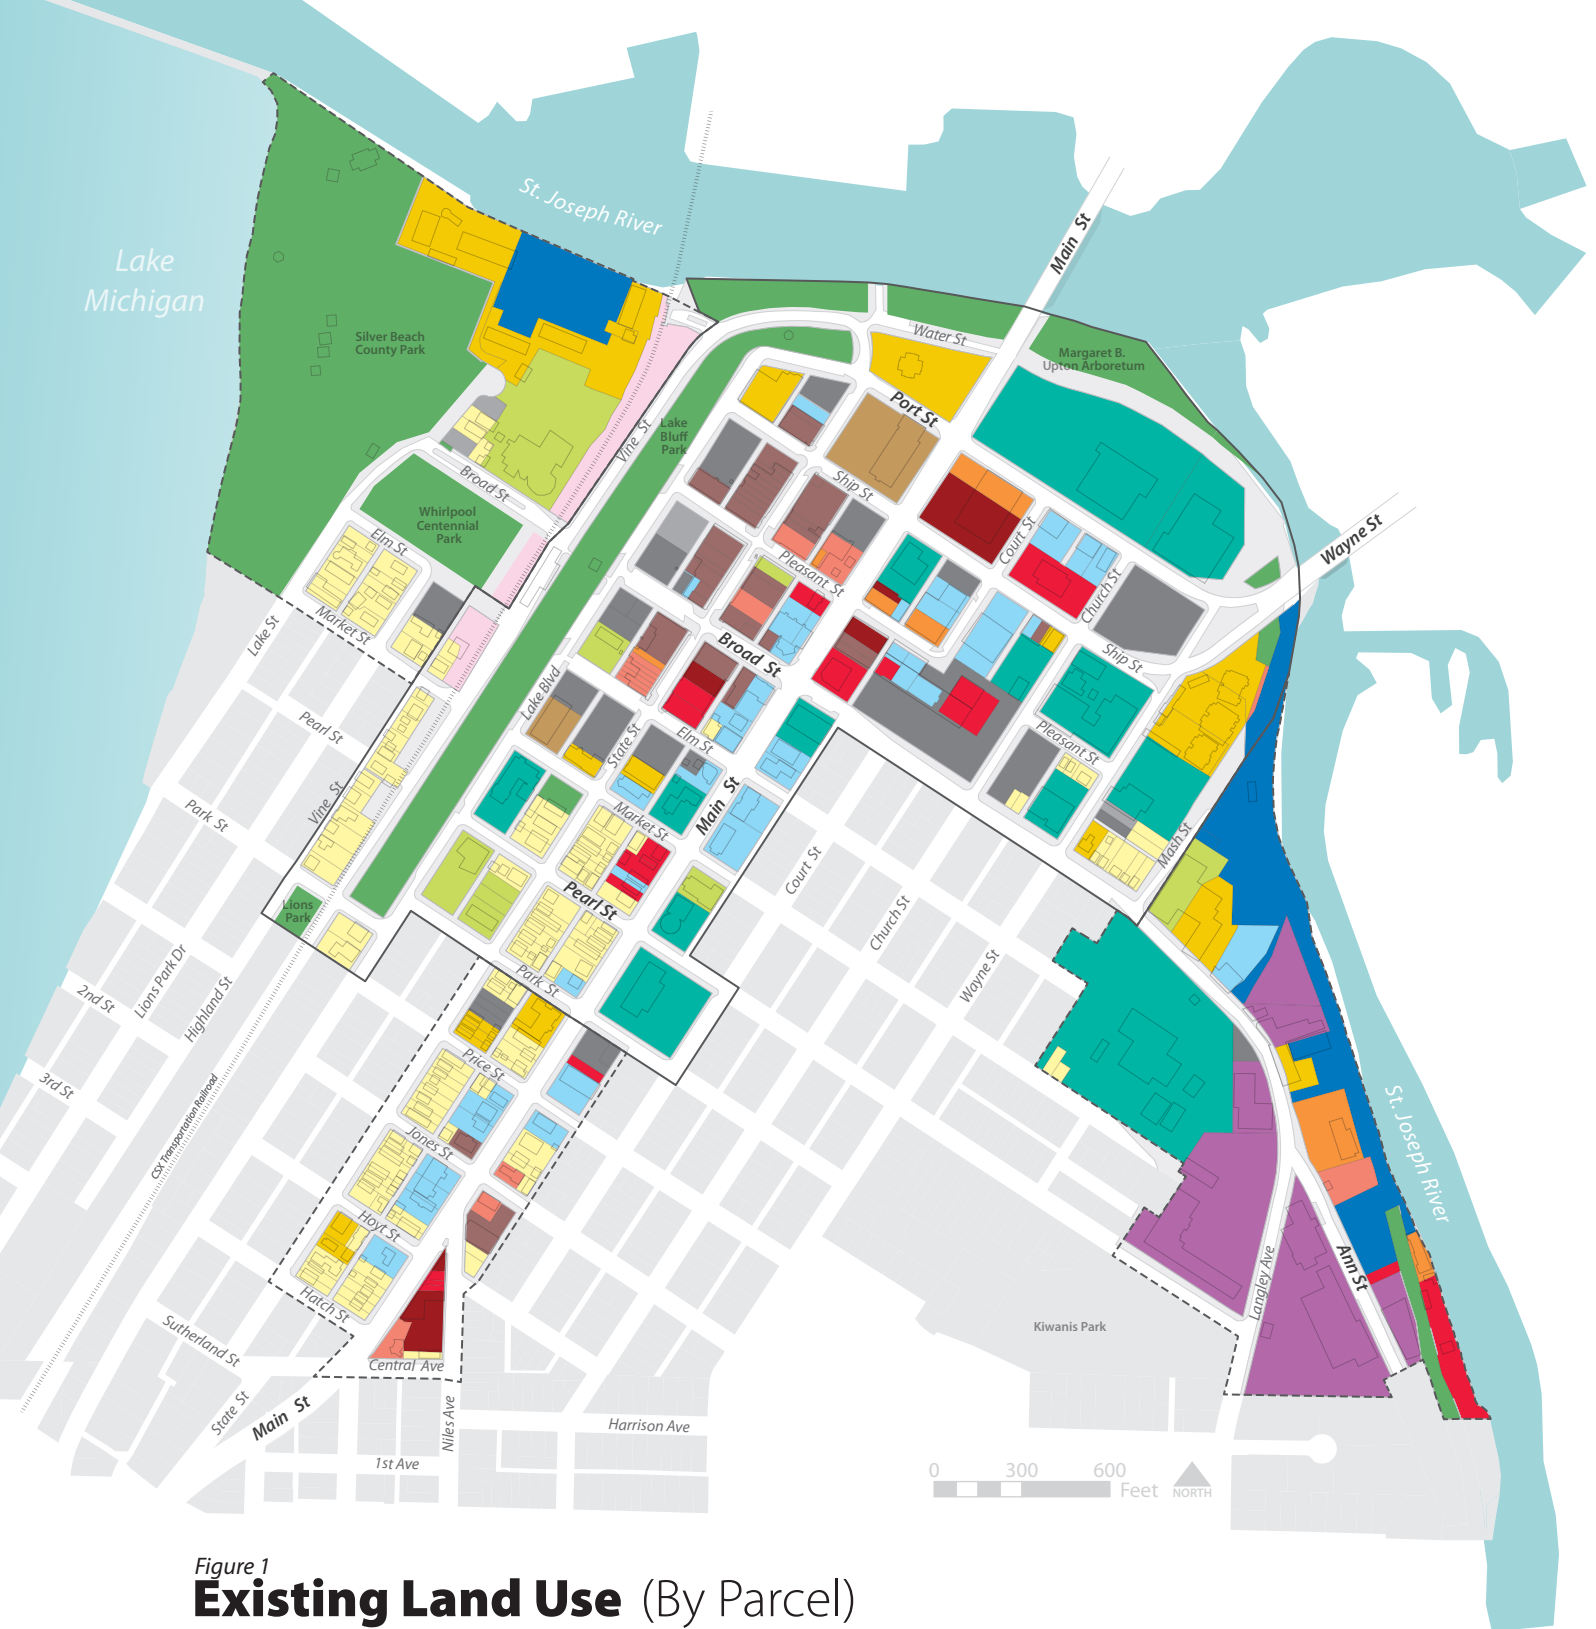 St. Joseph River
Main St
Lake
Michigan
Silver Beach
County Park
Water St
Margaret B.
Upton Arboretum
Port St
Lake
Bluff
Park
Vine St
Broad St
Ship St
Whirlpool
Centennial
Park
Court St
Wayne St
Elm St
Pleasant St
Church St
Market St
Lake St
Broad St
Ship St
Lake Blvd
Pearl St
State St
Elm St
Pleasant St
Vine St
Main St
Park St
Market St
Mash St
Court St
Pearl St
Lions
Park
Church St
Lions Park Dr
Highland St
Park St
Wayne St
2nd St
Price St
3rd St
CSX Transportation Railroad
Jones St
St. Joseph River
Hoyt St
Langley Ave
Ann St
Hatch St
Sutherland St
Kiwanis Park
Central Ave
State St
Main St
Niles Ave
Harrison Ave
1st Ave
0 300 600
Feet
NORTH
Figure 1
Existing Land Use (By Parcel)